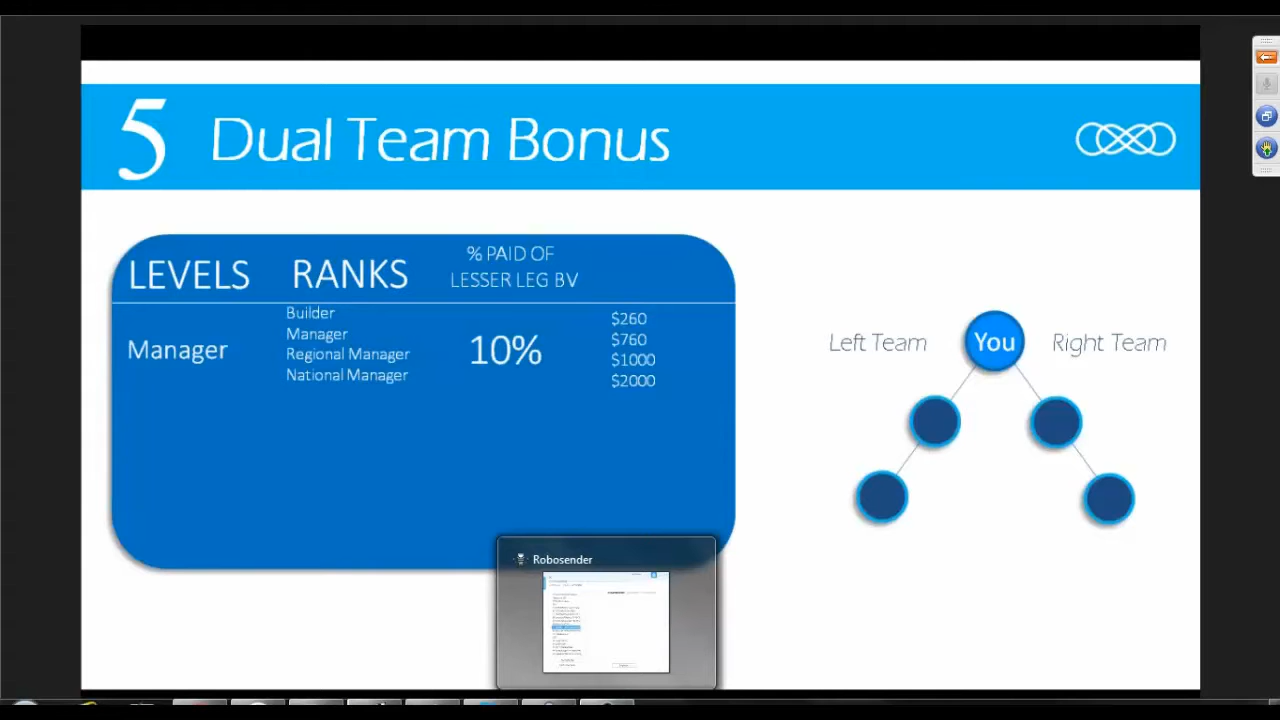 5 Dual Team Bonus
LEVELS RANKS % PAID OF
LESSER LEG BV
Builder $260
Manager $760
Manager 10%
Regional Manager $1000
National Manager $2000
Left Team You Right Team
Robosender